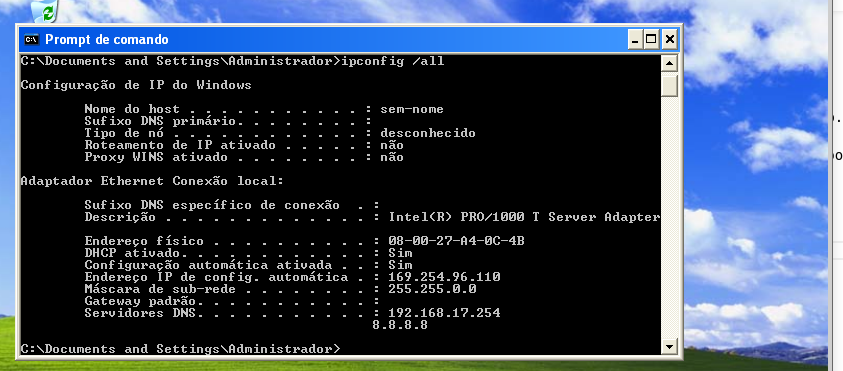 Prompt de comando
C:\Documents and Settings\Administrador>ipconfig /all
Configuração de IP do Windows
Nome do host . . . . . . . . . . . . : sem-nome
Sufixo DNS primário. . . . . . . . :
Tipo de nó . . . . . . . . . . . . . : desconhecido
Roteamento de IP ativado . . . . . : não
Proxy WINS ativado . . . . . . . . : não
Adaptador Ethernet Conexão local:
Sufixo DNS específico de conexão  . :
Descrição . . . . . . . . . . . . . : Intel(R) PRO/1000 T Server Adapter
Endereço físico . . . . . . . . . . : 08-00-27-A4-0C-4B
DHCP ativado. . . . . . . . . . . . : Sim
Configuração automática ativada . . : Sim
Endereço IP de config. automática . : 169.254.96.110
Máscara de sub-rede . . . . . . . . : 255.255.0.0
Gateway padrão. . . . . . . . . . . :
Servidores DNS. . . . . . . . . . . : 192.168.17.254
8.8.8.8
C:\Documents and Settings\Administrador>